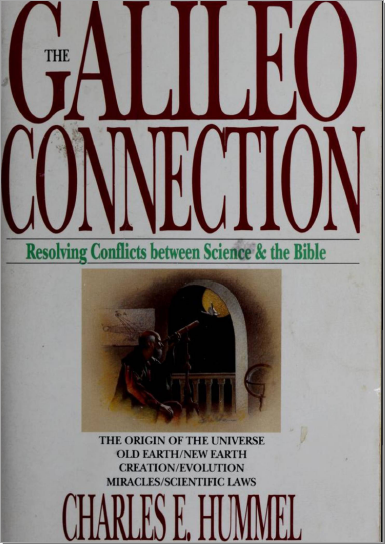 THE
GALILEO
CONNECTION
Resolving Conflicts between Science & the Bible
THE ORIGIN OF THE UNIVERSE
OLD EARTH/NEW EARTH
CREATION/EVOLUTION
MIRACLES/SCIENTIFIC LAWS
CHARLES E. HUMMEL